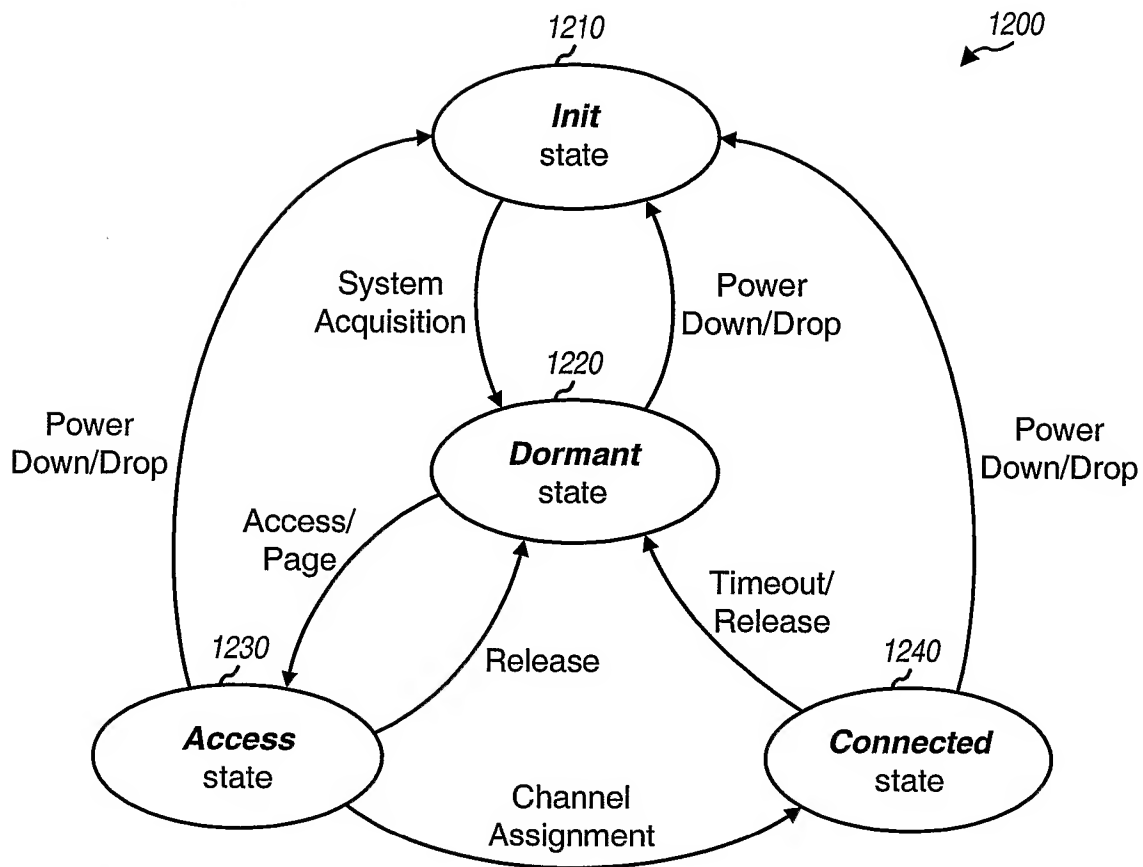 1210
1200
Init
state
System
Acquisition
Power
Down/Drop
1220
Power
Down/Drop
Dormant
state
Power
Down/Drop
Access/
Page
Timeout/
Release
1230
Release
1240
Access
state
Connected
state
Channel
Assignment